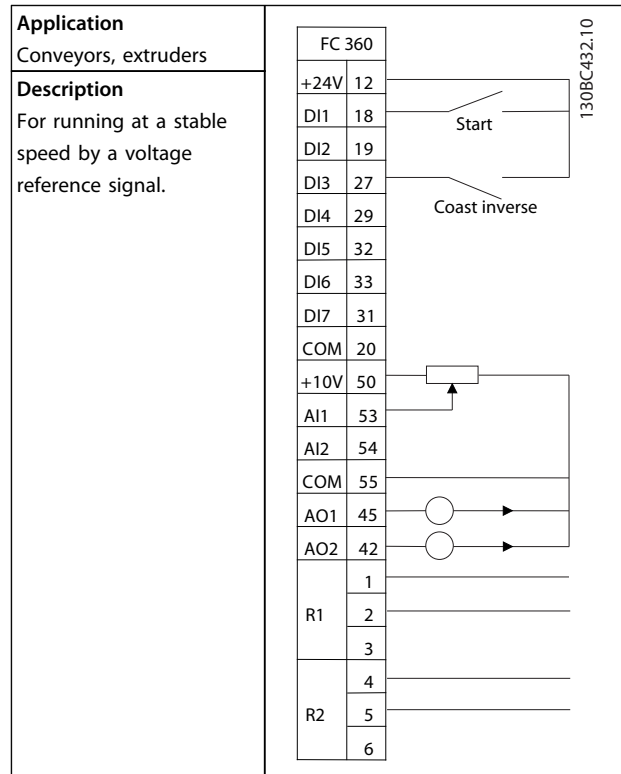 Application
Conveyors, extruders
Description
For running at a stable
speed by a voltage
reference signal.
FC 360
+24V 12
DI1 18
DI2 19
DI3 27
DI4 29
DI5 32
DI6 33
DI7 31
COM 20
+10V 50
AI1 53
AI2 54
COM 55
AO1 45
AO2 42
R1
1
2
3
R2
4
5
6
Start
Coast inverse
130BC432.10